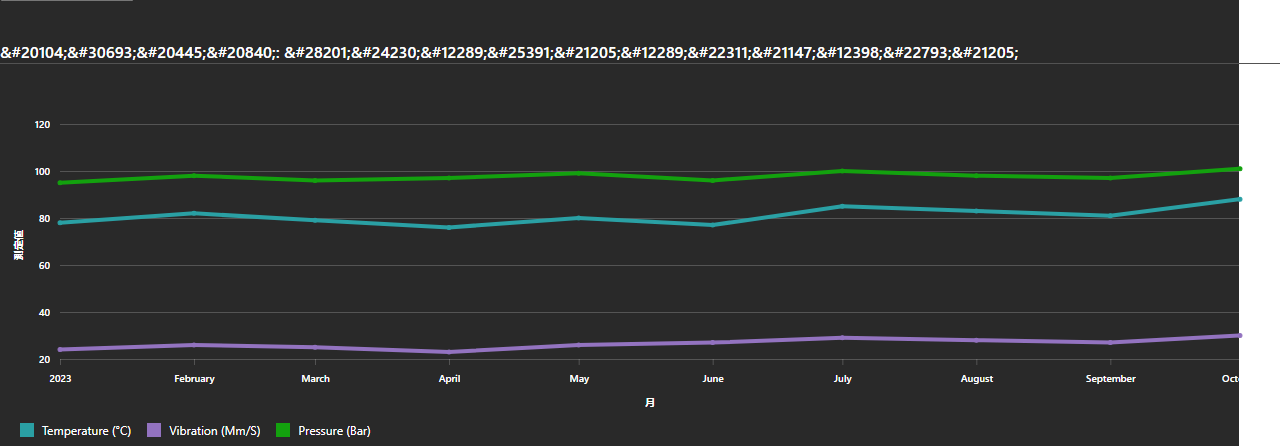 &#20104;&#30693;&#20445;&#20840;: &#28201;&#24230;&#12289;&#25391;&#21205;&#12289;&#22311;&#21147;&#12398;&#22793;&#21205;
120
100
80
60
40
20
測定値
2023 February March April May June July August September Octo
月
Temperature (°C) Vibration (Mm/S) Pressure (Bar)